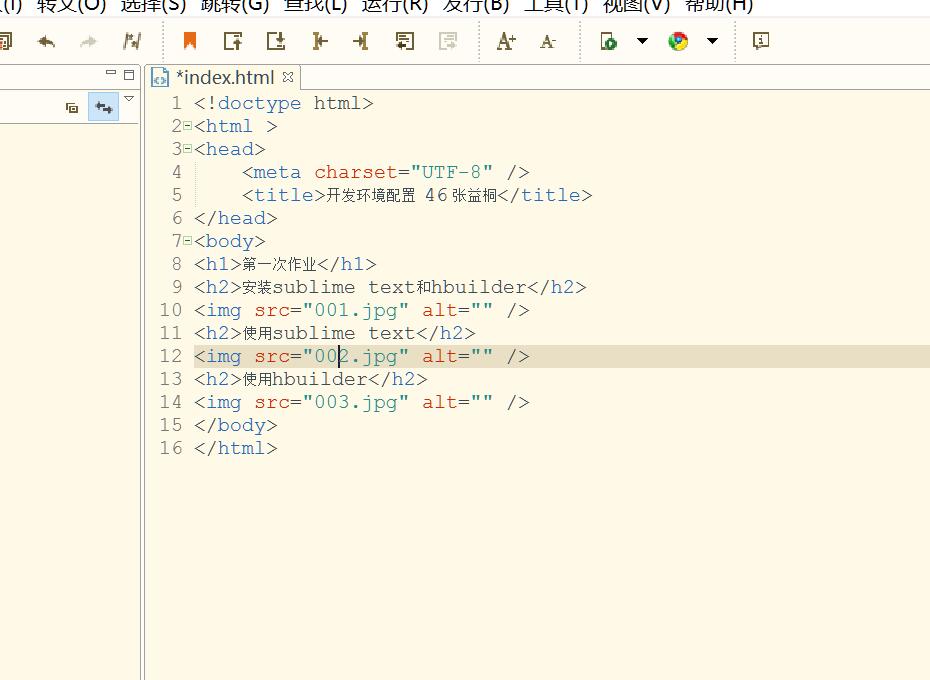 (I) 转义(O) 选择(S) 跳转(G) 查找(L) 运行(R) 发行(B) 工具(T) 视图(V) 帮助(H)
*index.html
1 <!doctype html>
2 <html >
3 <head>
4 <meta charset="UTF-8" />
5 <title>开发环境配置 46张益桐</title>
6 </head>
7 <body>
8 <h1>第一次作业</h1>
9 <h2>安装sublime text和hbuilder</h2>
10 <img src="001.jpg" alt="" />
11 <h2>使用sublime text</h2>
12 <img src="002.jpg" alt="" />
13 <h2>使用hbuilder</h2>
14 <img src="003.jpg" alt="" />
15 </body>
16 </html>